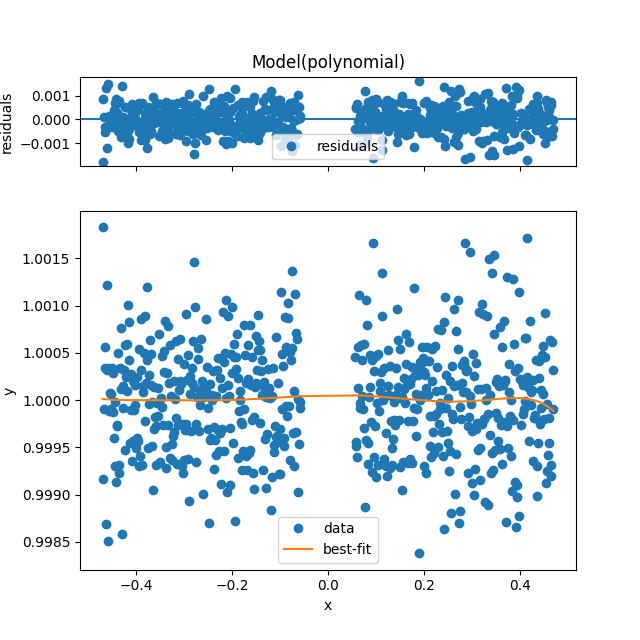 Model(polynomial)
residuals
0.001
0.000
−0.001
residuals
y
1.0015
1.0010
1.0005
1.0000
0.9995
0.9990
0.9985
data
best-fit
−0.4
−0.2
0.0
0.2
0.4
x